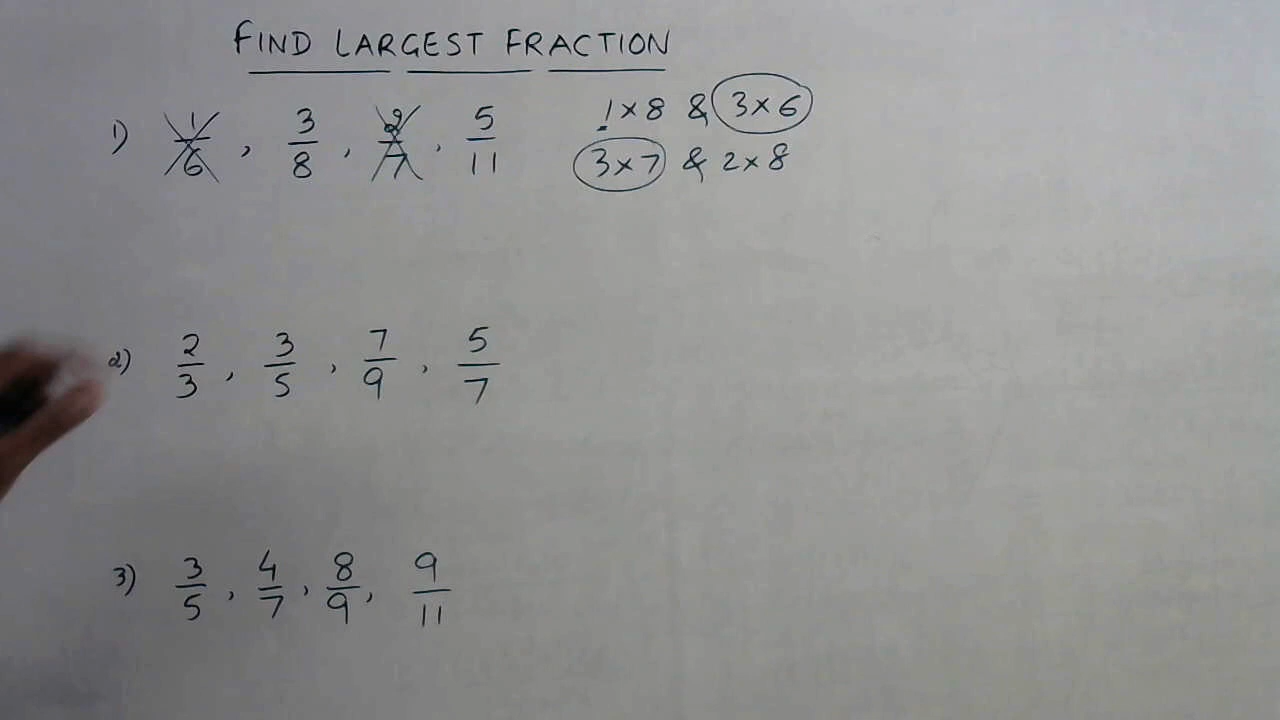 FIND LARGEST FRACTION
1) 1/6 , 3/8 , 2/7 , 5/11 1 × 8 & 3 × 6
3 × 7 & 2 × 8
2) 2/3 , 3/5 , 7/9 , 5/7
3) 3/5 , 4/7 , 8/9 , 9/11